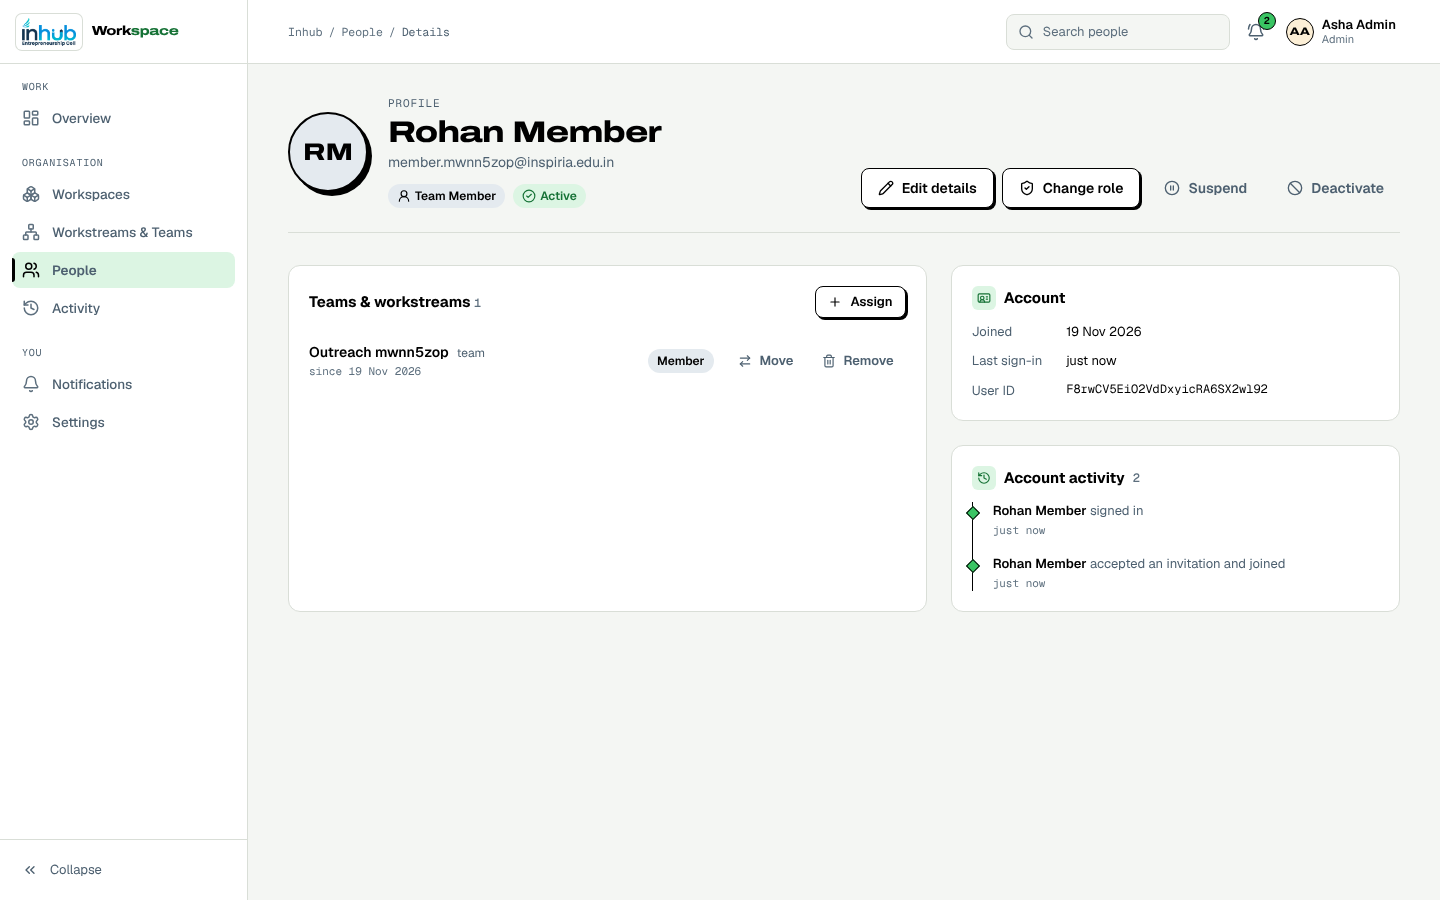 inhub
Entrepreneurship Cell
Workspace
Inhub / People / Details
Search people
2
AA
Asha Admin
Admin
WORK
Overview
ORGANISATION
Workspaces
Workstreams & Teams
People
Activity
YOU
Notifications
Settings
Collapse
RM
PROFILE
Rohan Member
member.mwnn5zop@inspiria.edu.in
Team Member
Active
Edit details
Change role
Suspend
Deactivate
Teams & workstreams 1
Assign
Outreach mwnn5zop team
since 19 Nov 2026
Member
Move
Remove
Account
Joined 19 Nov 2026
Last sign-in just now
User ID F8rwCV5EiO2VdDxyicRA6SX2wl92
Account activity 2
Rohan Member signed in
just now
Rohan Member accepted an invitation and joined
just now